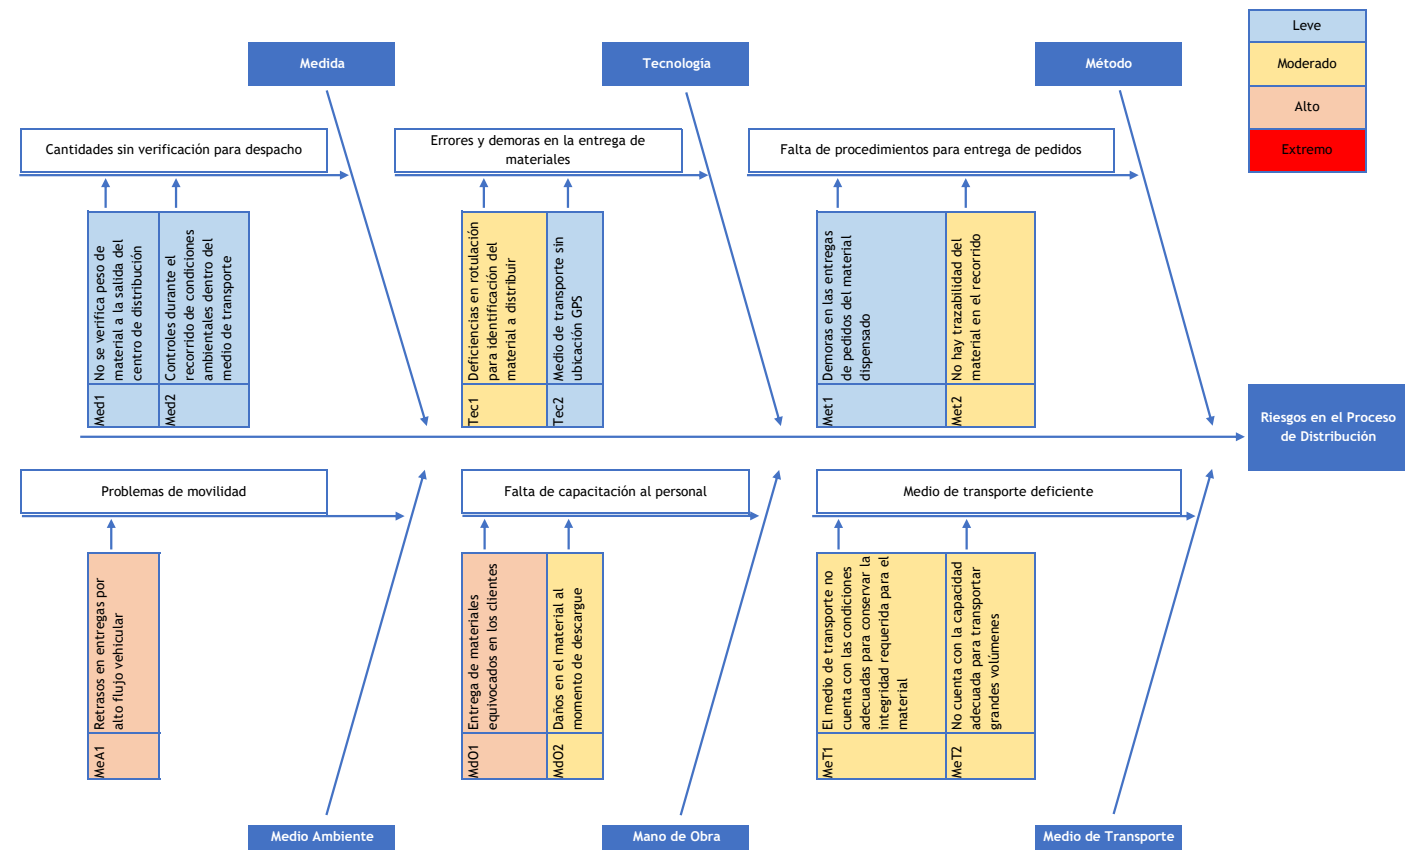 Leve
Moderado
Alto
Extremo
Medida
Tecnología
Método
Cantidades sin verificación para despacho
Errores y demoras en la entrega de
materiales
Falta de procedimientos para entrega de pedidos
No se verifica peso de
material a la salida del
centro de distribución
Med1
Controles durante el
recorrido de condiciones
ambientales dentro del
medio de transporte
Med2
Deficiencias en rotulación
para identificación del
material a distribuir
Tec1
Medio de transporte sin
ubicación GPS
Tec2
Demoras en las entregas
de pedidos del material
dispensado
Met1
No hay trazabilidad del
material en el recorrido
Met2
Riesgos en el Proceso
de Distribución
Problemas de movilidad
Falta de capacitación al personal
Medio de transporte deficiente
Retrasos en entregas por
alto flujo vehicular
MeA1
Entrega de materiales
equivocados en los clientes
MdO1
Daños en el material al
momento de descargue
MdO2
El medio de transporte no
cuenta con las condiciones
adecuadas para conservar la
integridad requerida para el
material
MeT1
No cuenta con la capacidad
adecuada para transportar
grandes volúmenes
MeT2
Medio Ambiente
Mano de Obra
Medio de Transporte